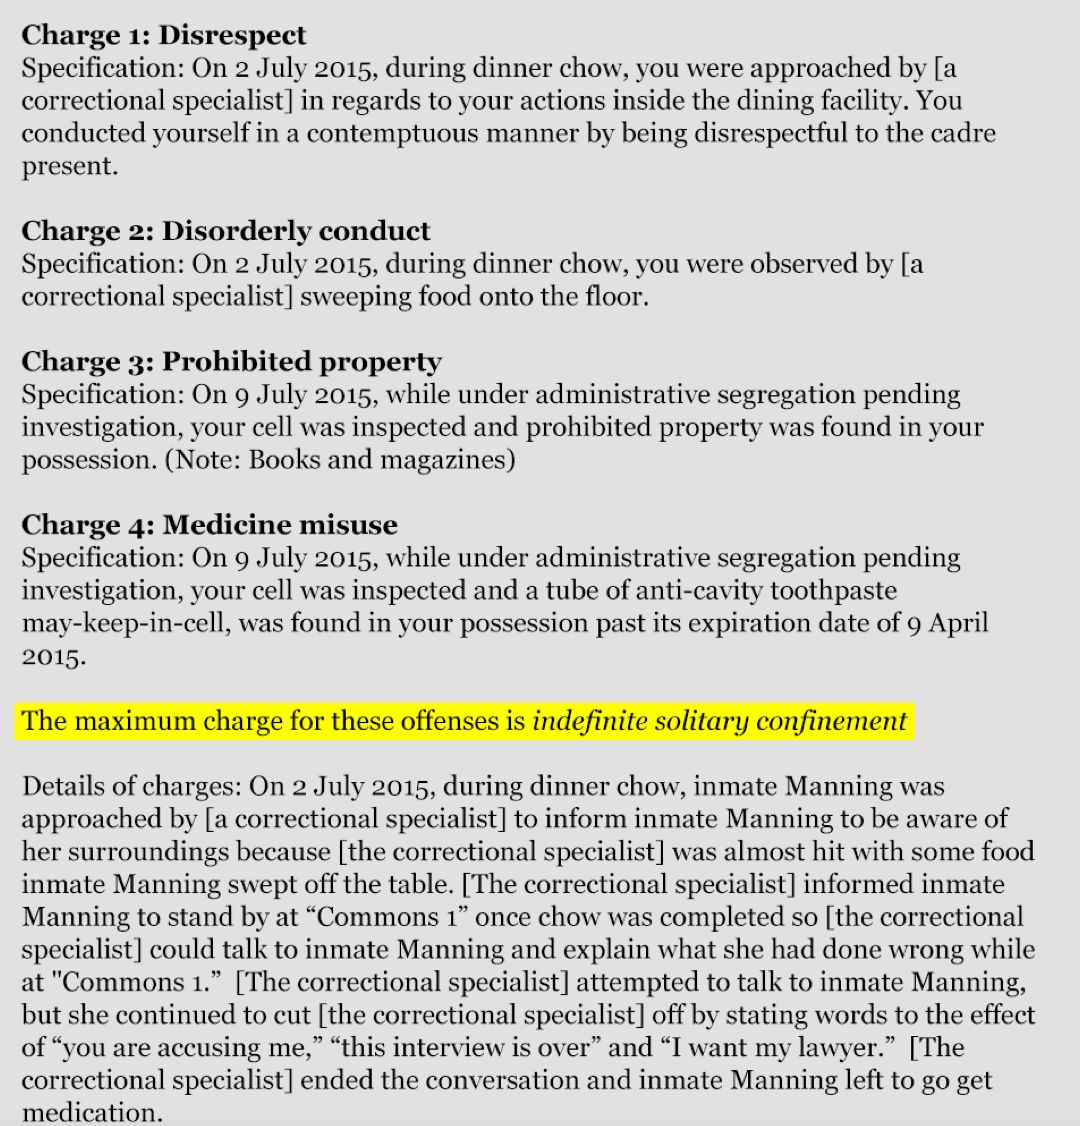 Charge 1: Disrespect
Specification: On 2 July 2015, during dinner chow, you were approached by [a
correctional specialist] in regards to your actions inside the dining facility. You
conducted yourself in a contemptuous manner by being disrespectful to the cadre
present.
Charge 2: Disorderly conduct
Specification: On 2 July 2015, during dinner chow, you were observed by [a
correctional specialist] sweeping food onto the floor.
Charge 3: Prohibited property
Specification: On 9 July 2015, while under administrative segregation pending
investigation, your cell was inspected and prohibited property was found in your
possession. (Note: Books and magazines)
Charge 4: Medicine misuse
Specification: On 9 July 2015, while under administrative segregation pending
investigation, your cell was inspected and a tube of anti-cavity toothpaste
may-keep-in-cell, was found in your possession past its expiration date of 9 April
2015.
The maximum charge for these offenses is indefinite solitary confinement
Details of charges: On 2 July 2015, during dinner chow, inmate Manning was
approached by [a correctional specialist] to inform inmate Manning to be aware of
her surroundings because [the correctional specialist] was almost hit with some food
inmate Manning swept off the table. [The correctional specialist] informed inmate
Manning to stand by at “Commons 1” once chow was completed so [the correctional
specialist] could talk to inmate Manning and explain what she had done wrong while
at "Commons 1.”  [The correctional specialist] attempted to talk to inmate Manning,
but she continued to cut [the correctional specialist] off by stating words to the effect
of “you are accusing me,” “this interview is over” and “I want my lawyer.”  [The
correctional specialist] ended the conversation and inmate Manning left to go get
medication.